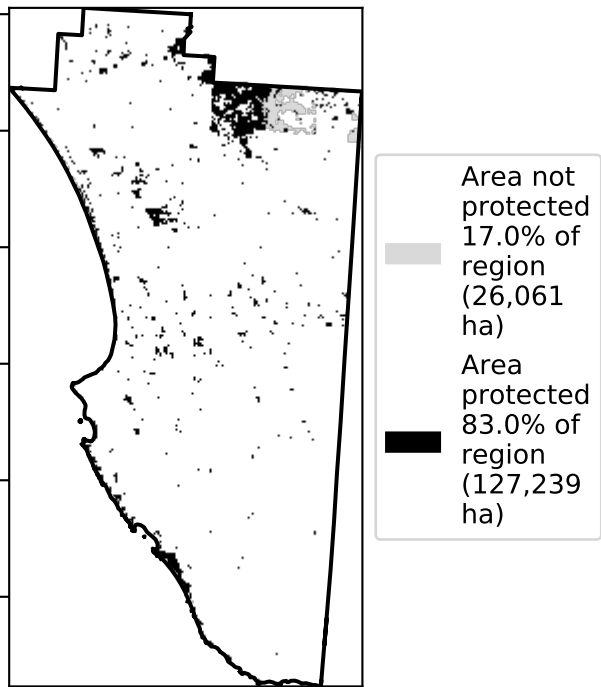 Area not
protected
17.0% of
region
(26,061
ha)
Area
protected
83.0% of
region
(127,239
ha)